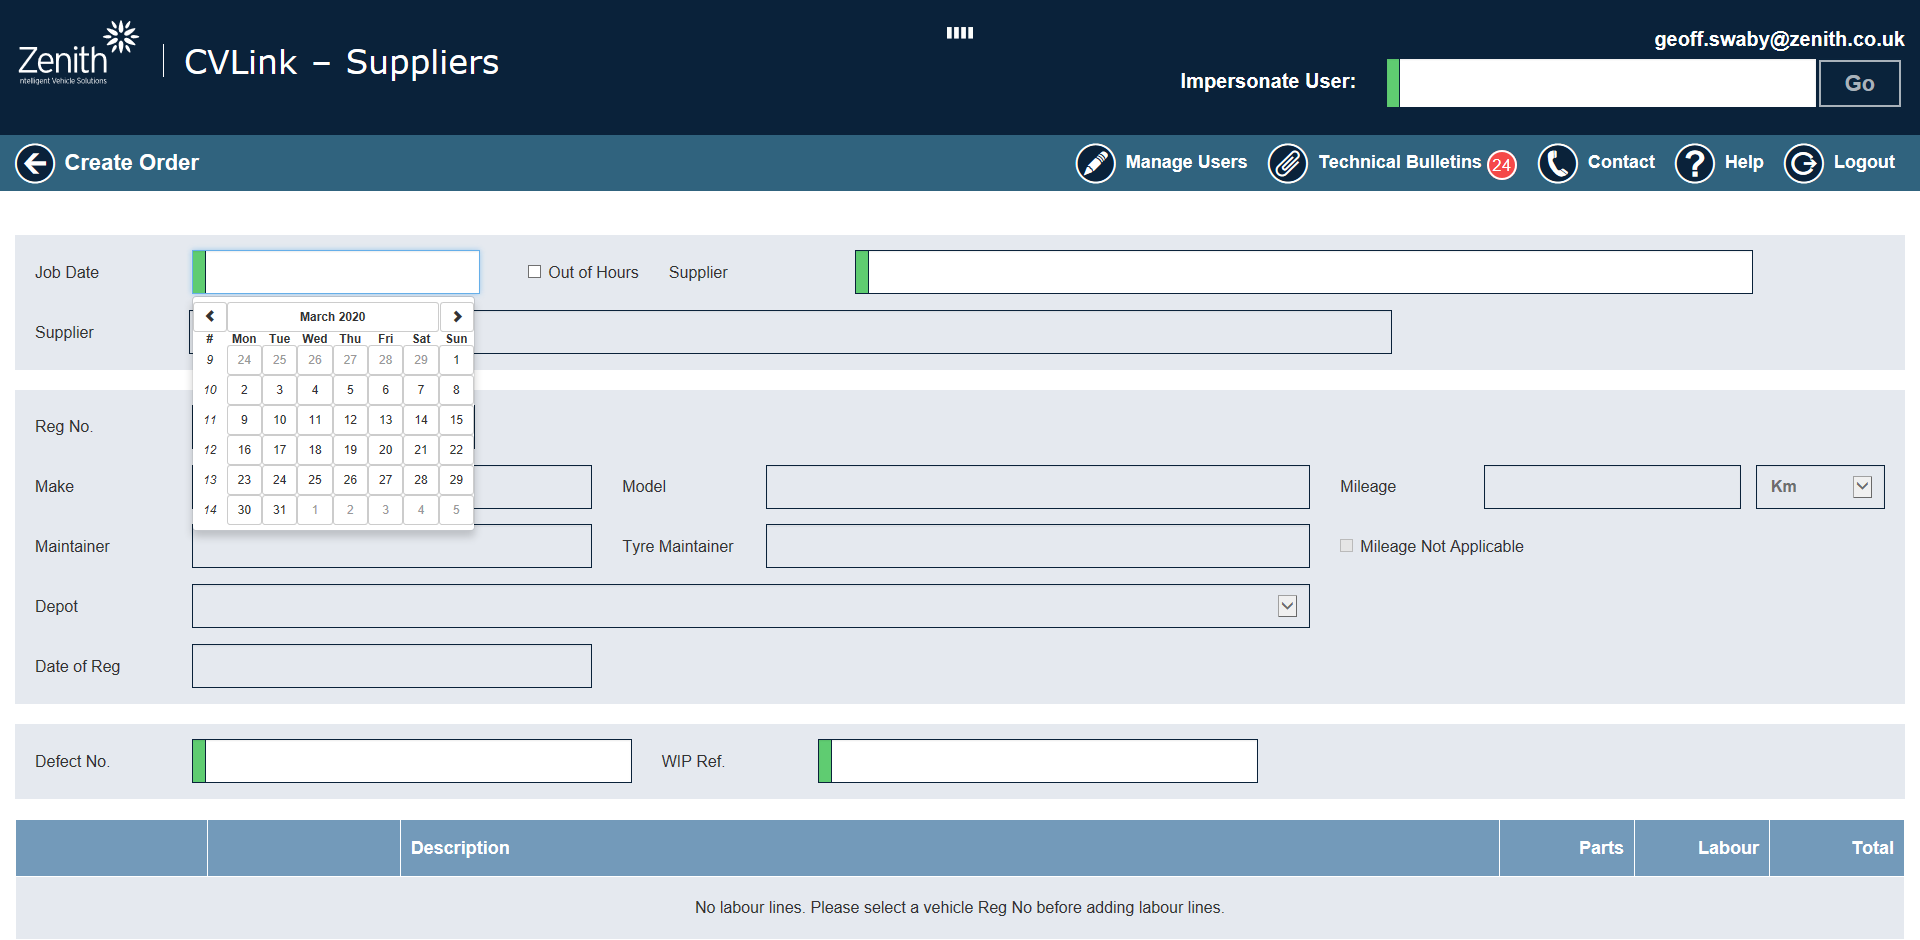 Zenith
ntelligent Vehicle Solutions
CVLink – Suppliers
geoff.swaby@zenith.co.uk
Impersonate User:
Go
Create Order
Manage Users
Technical Bulletins 24
Contact
Help
Logout
Job Date
Out of Hours
Supplier
Supplier
March 2020
# Mon Tue Wed Thu Fri Sat Sun
9 24 25 26 27 28 29 1
10 2 3 4 5 6 7 8
11 9 10 11 12 13 14 15
12 16 17 18 19 20 21 22
13 23 24 25 26 27 28 29
14 30 31 1 2 3 4 5
Reg No.
Make
Model
Mileage
Km
Maintainer
Tyre Maintainer
Mileage Not Applicable
Depot
Date of Reg
Defect No.
WIP Ref.
Description
Parts
Labour
Total
No labour lines. Please select a vehicle Reg No before adding labour lines.